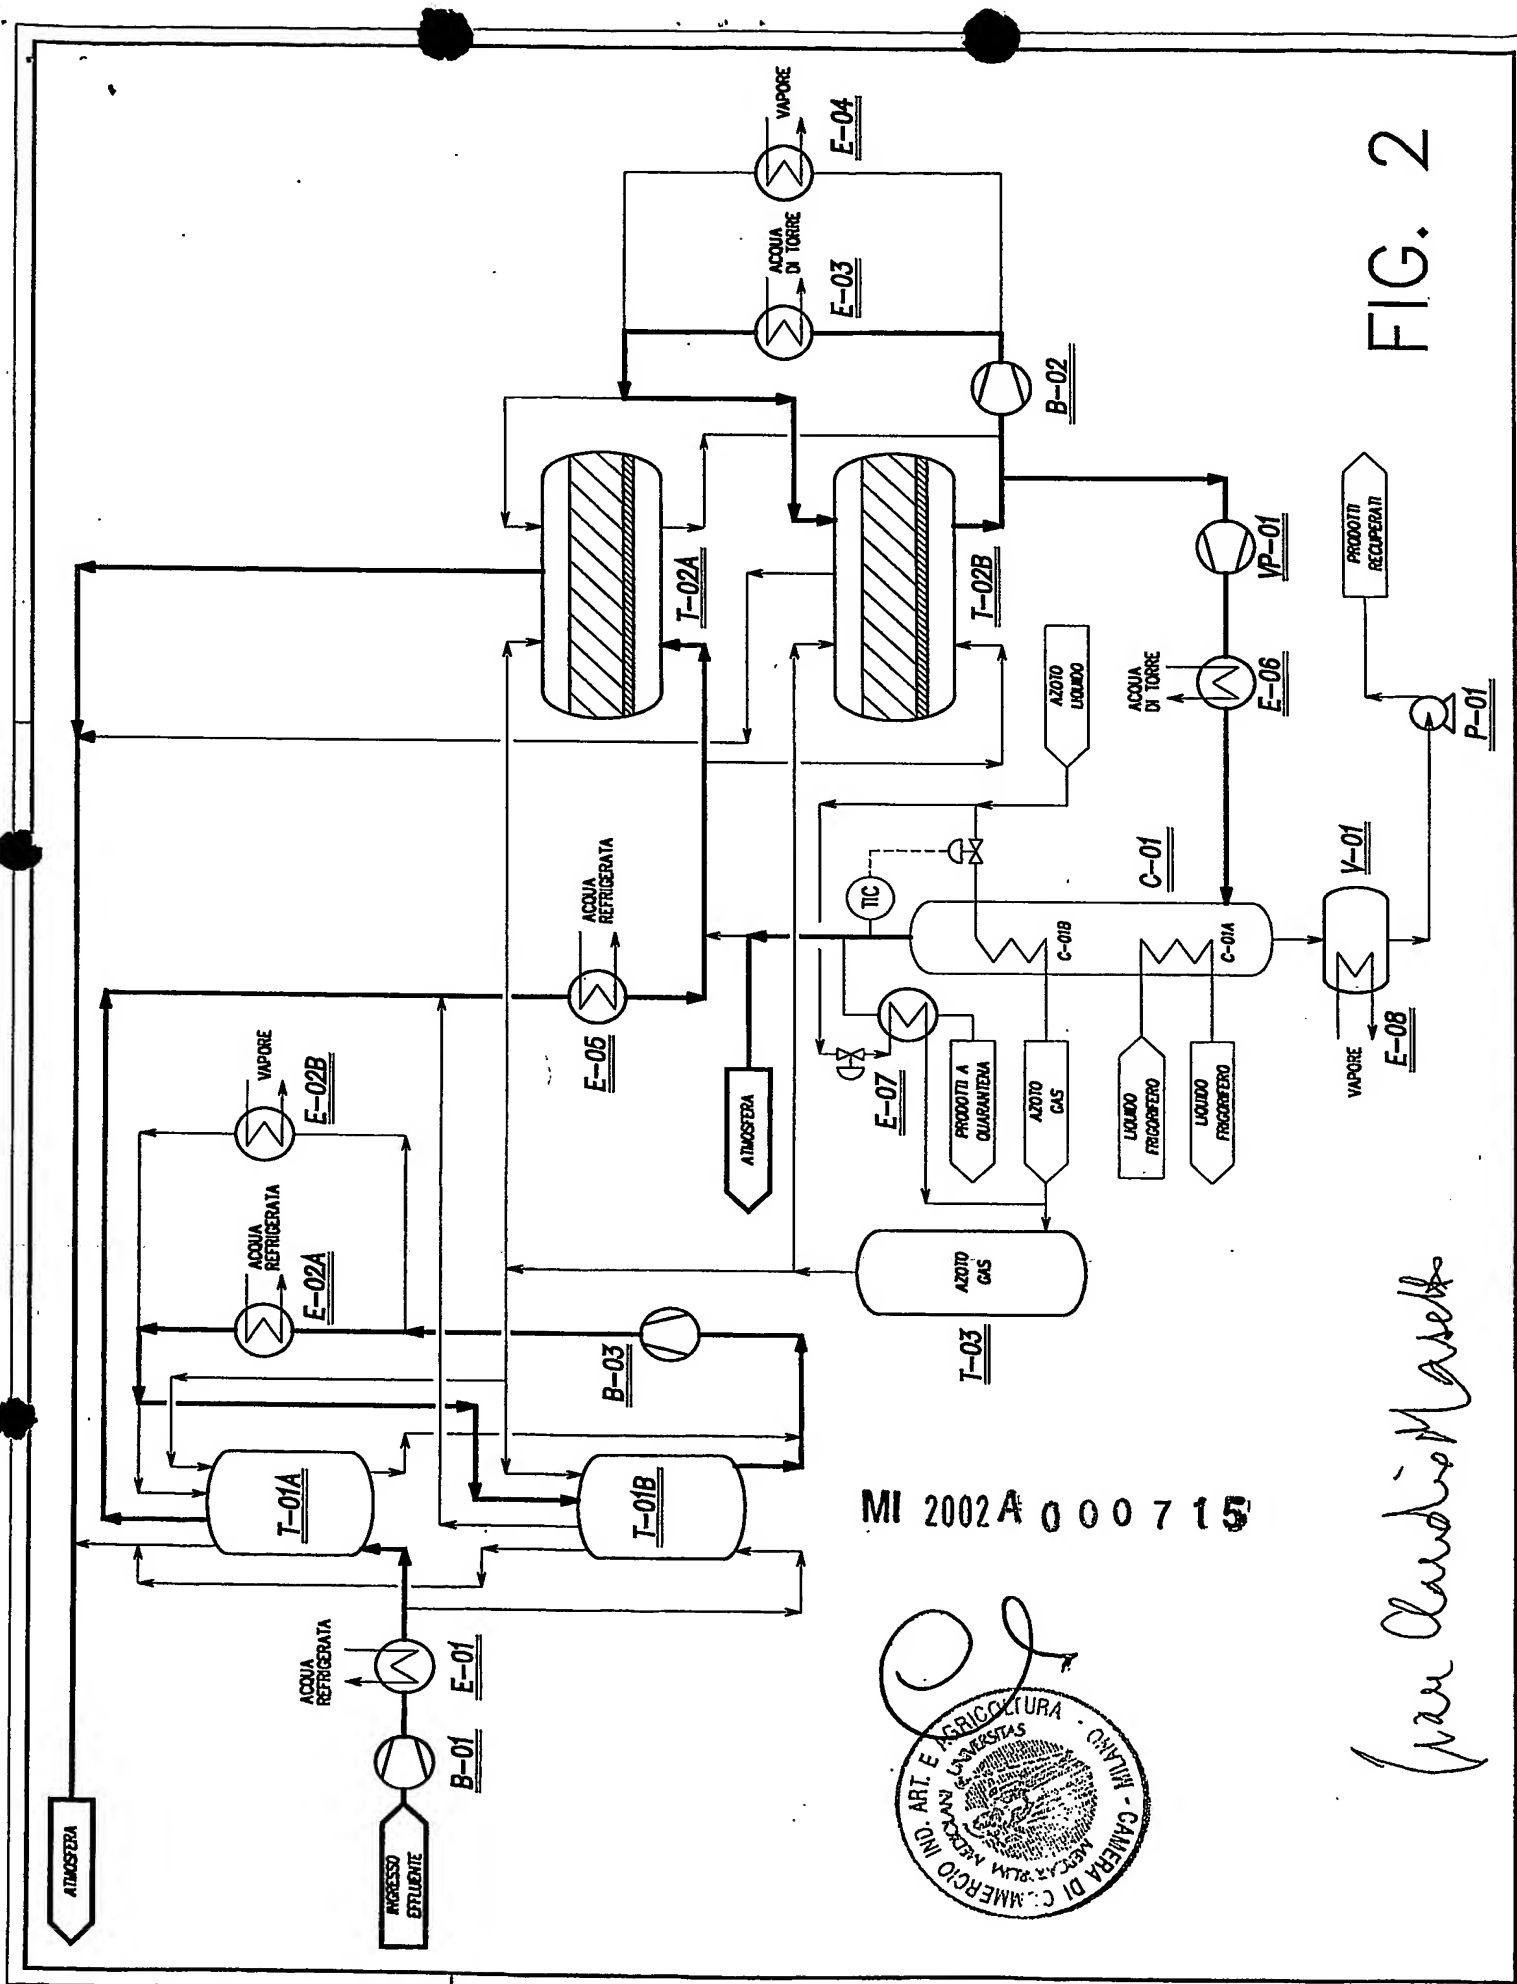 ATMOSFERA
INGRESSO
EFFLUENTE
B-01
ACQUA
REFRIGERATA
E-01
T-01A
T-01B
ACQUA
REFRIGERATA
E-02A
VAPORE
E-02B
B-03
ACQUA
REFRIGERATA
E-05
T-02A
T-02B
ACQUA
DI TORRE
E-03
VAPORE
E-04
B-02
ATMOSFERA
T-03
AZOTO
GAS
E-07
PRODOTTI A
QUARANTENA
AZOTO
GAS
LIQUIDO
FRIGORIFERO
LIQUIDO
FRIGORIFERO
TIC
C-01B
C-01A
C-01
AZOTO
LIQUIDO
ACQUA
DI TORRE
E-06
VP-01
VAPORE
E-08
V-01
P-01
PRODOTTI
RECUPERATI
FIG. 2
MI 2002 A 000715
CAMERA DI COMMERCIO IND. ART. E AGRICOLTURA - MILANO -